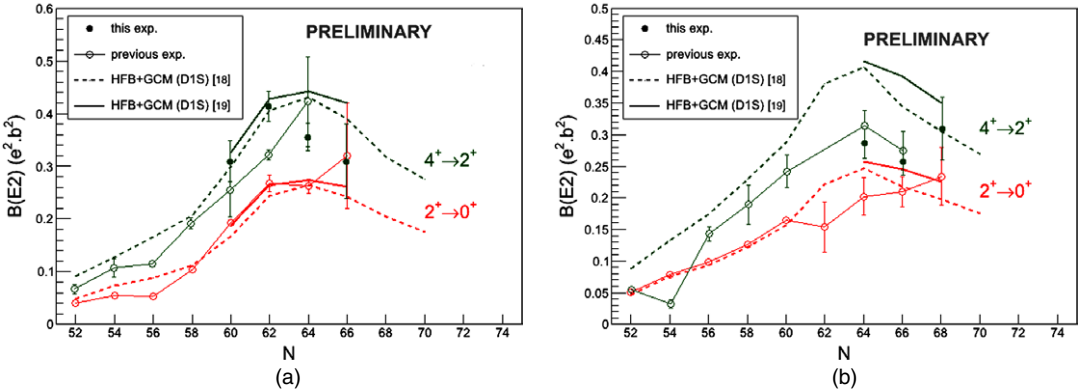 PRELIMINARY
this exp.
previous exp.
HFB+GCM (D1S) [18]
HFB+GCM (D1S) [19]
4⁺→2⁺
2⁺→0⁺
B(E2) (e².b²)
0.6
0.5
0.4
0.3
0.2
0.1
0
52 54 56 58 60 62 64 66 68 70 72 74
N
(a)
PRELIMINARY
this exp.
previous exp.
HFB+GCM (D1S) [18]
HFB+GCM (D1S) [19]
4⁺→2⁺
2⁺→0⁺
B(E2) (e².b²)
0.5
0.45
0.4
0.35
0.3
0.25
0.2
0.15
0.1
0.05
0
52 54 56 58 60 62 64 66 68 70 72 74
N
(b)